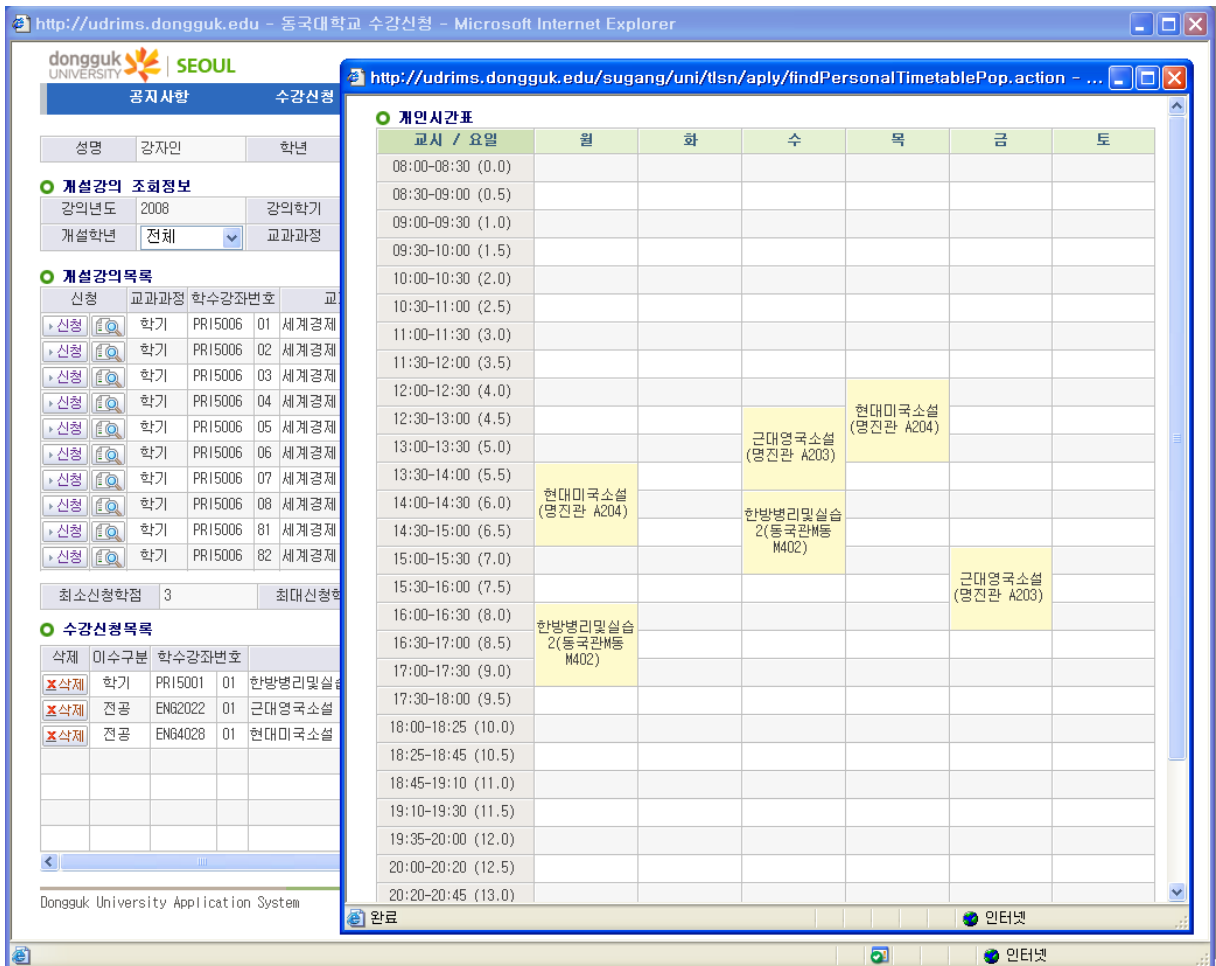 http://udrims.dongguk.edu - 동국대학교 수강신청 - Microsoft Internet Explorer
dongguk UNIVERSITY | SEOUL
공지사항 수강신청
성명 강자인 학년
개설강의 조회정보
강의년도 2008 강의학기
개설학년 전체 교과과정
개설강의목록
신청 교과과정 학수강좌번호 교
신청 학기 PRI5006 01 세계경제
신청 학기 PRI5006 02 세계경제
신청 학기 PRI5006 03 세계경제
신청 학기 PRI5006 04 세계경제
신청 학기 PRI5006 05 세계경제
신청 학기 PRI5006 06 세계경제
신청 학기 PRI5006 07 세계경제
신청 학기 PRI5006 08 세계경제
신청 학기 PRI5006 81 세계경제
신청 학기 PRI5006 82 세계경제
최소신청학점 3 최대신청학
수강신청목록
삭제 이수구분 학수강좌번호
삭제 학기 PRI5001 01 한방병리및실습
삭제 전공 ENG2022 01 근대영국소설
삭제 전공 ENG4028 01 현대미국소설
Dongguk University Application System
http://udrims.dongguk.edu/sugang/uni/tlsn/aply/findPersonalTimetablePop.action - ...
개인시간표
교시 / 요일 월 화 수 목 금 토
08:00-08:30 (0.0)
08:30-09:00 (0.5)
09:00-09:30 (1.0)
09:30-10:00 (1.5)
10:00-10:30 (2.0)
10:30-11:00 (2.5)
11:00-11:30 (3.0)
11:30-12:00 (3.5)
12:00-12:30 (4.0)
12:30-13:00 (4.5)
13:00-13:30 (5.0)
13:30-14:00 (5.5)
14:00-14:30 (6.0)
14:30-15:00 (6.5)
15:00-15:30 (7.0)
15:30-16:00 (7.5)
16:00-16:30 (8.0)
16:30-17:00 (8.5)
17:00-17:30 (9.0)
17:30-18:00 (9.5)
18:00-18:25 (10.0)
18:25-18:45 (10.5)
18:45-19:10 (11.0)
19:10-19:30 (11.5)
19:35-20:00 (12.0)
20:00-20:20 (12.5)
20:20-20:45 (13.0)
현대미국소설
(명진관 A204)
한방병리및실습
2(동국관M동
M402)
근대영국소설
(명진관 A203)
한방병리및실습
2(동국관M동
M402)
현대미국소설
(명진관 A204)
근대영국소설
(명진관 A203)
완료 인터넷
인터넷